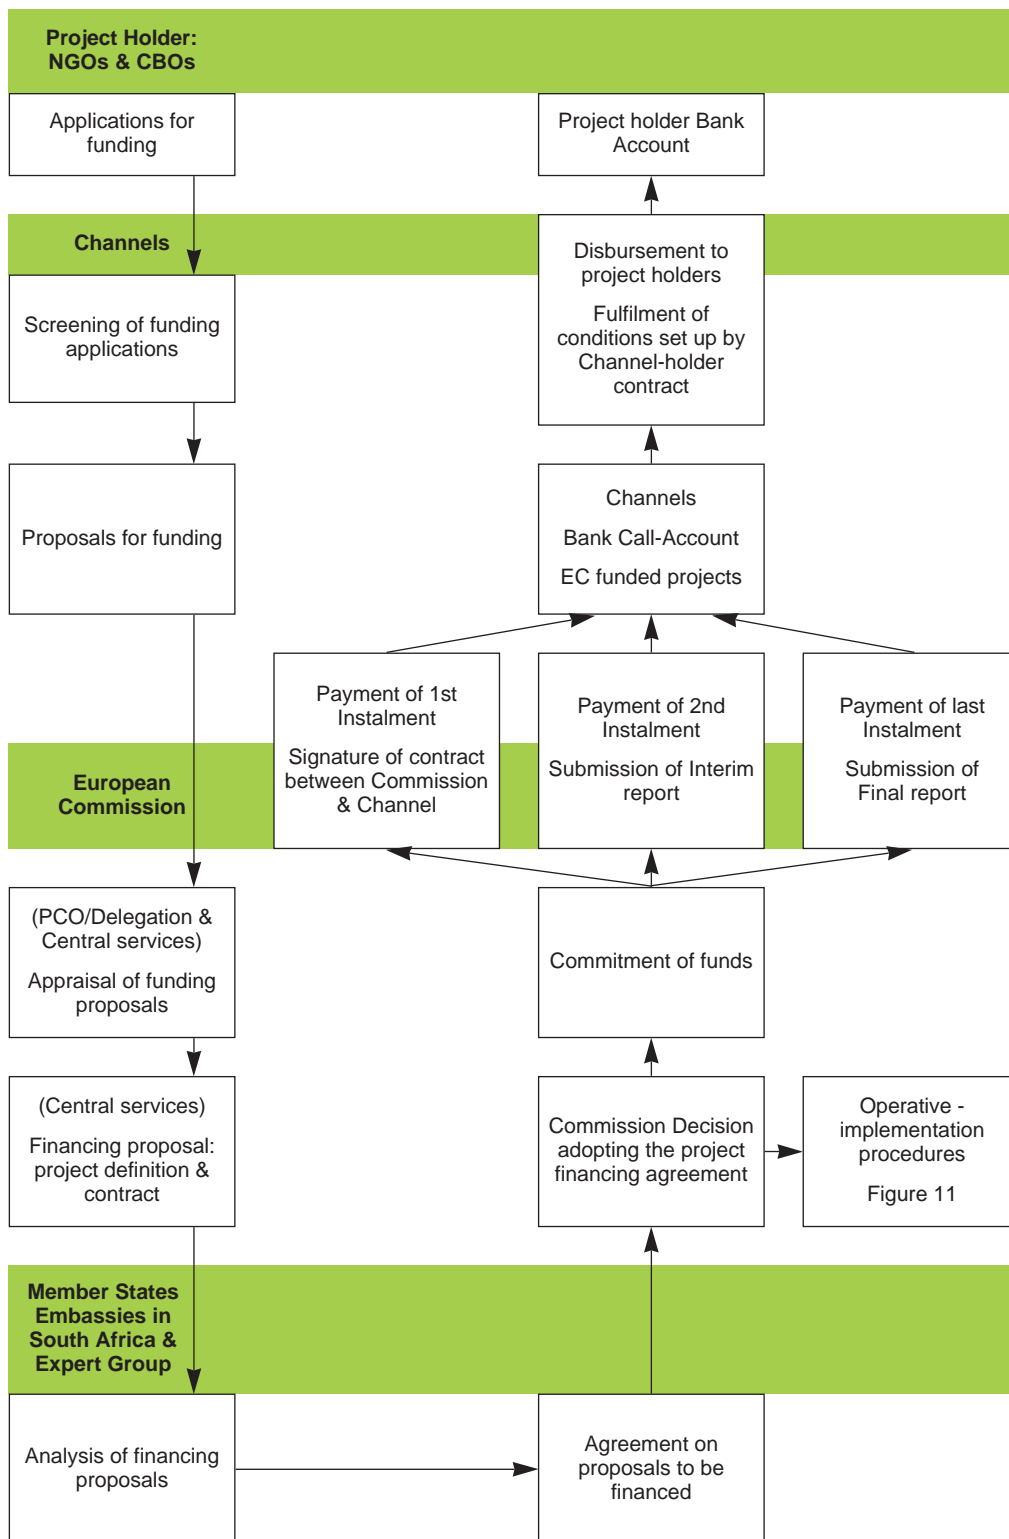 Project Holder:
NGOs & CBOs
Applications for
funding
Project holder Bank
Account
Channels
Disbursement to
project holders
Fulfilment of
conditions set up by
Channel-holder
contract
Screening of funding
applications
Proposals for funding
Channels
Bank Call-Account
EC funded projects
Payment of 1st
Instalment
Signature of contract
between Commission
& Channel
Payment of 2nd
Instalment
Submission of Interim
report
Payment of last
Instalment
Submission of
Final report
European
Commission
(PCO/Delegation &
Central services)
Appraisal of funding
proposals
Commitment of funds
(Central services)
Financing proposal:
project definition &
contract
Commission Decision
adopting the project
financing agreement
Operative -
implementation
procedures
Figure 11
Member States
Embassies in
South Africa &
Expert Group
Analysis of financing
proposals
Agreement on
proposals to be
financed